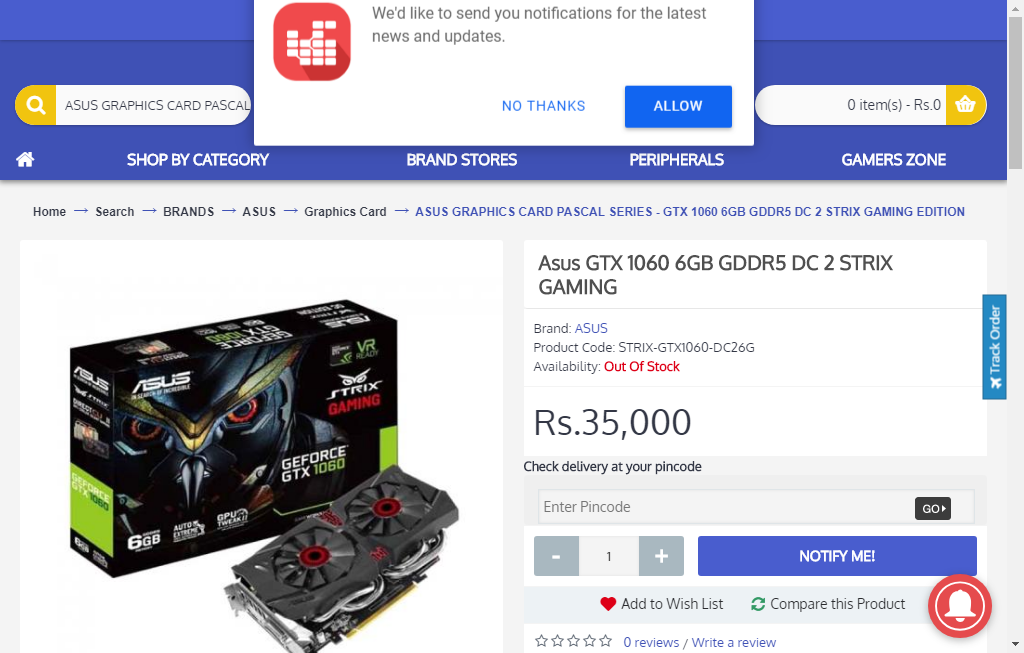 We'd like to send you notifications for the latest
news and updates.
NO THANKS
ALLOW
ASUS GRAPHICS CARD PASCAL
0 item(s) - Rs.0
SHOP BY CATEGORY
BRAND STORES
PERIPHERALS
GAMERS ZONE
Home → Search → BRANDS → ASUS → Graphics Card → ASUS GRAPHICS CARD PASCAL SERIES - GTX 1060 6GB GDDR5 DC 2 STRIX GAMING EDITION
Asus GTX 1060 6GB GDDR5 DC 2 STRIX
GAMING
Brand: ASUS
Product Code: STRIX-GTX1060-DC26G
Availability: Out Of Stock
Track Order
Rs.35,000
Check delivery at your pincode
Enter Pincode
GO
-
1
+
NOTIFY ME!
Add to Wish List
Compare this Product
0 reviews / Write a review
GEFORCE
GTX 1060
ASUS
VR
READY
ASUS
IN SEARCH OF INCREDIBLE
STRIX
GAMING
GEFORCE
GTX 1060
GEFORCE
GTX 1060
6GB
6GB
AUTO
EXTREME
GPU
TWEAK II